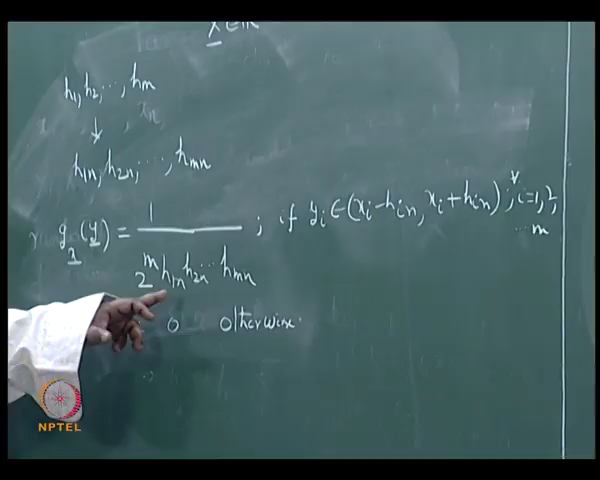 x ∈ ℝ
h₁, h₂, ..., hm
↓
h₁n, h₂n, ..., hmn
g_x(y) = 1 / (2^m h₁n h₂n ... hmn) ; if yᵢ ∈ (xᵢ - hᵢn, xᵢ + hᵢn) ; ∀ i = 1, 2,
... m
0 otherwise.
NPTEL